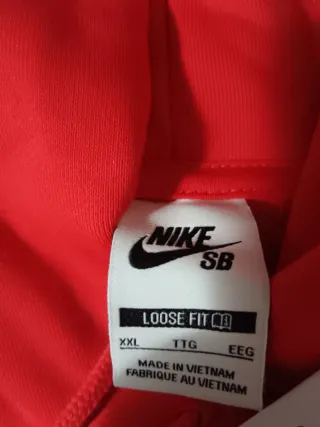 NIKE
SB
LOOSE FIT
XXL TTG EEG
MADE IN VIETNAM
FABRIQUE AU VIETNAM